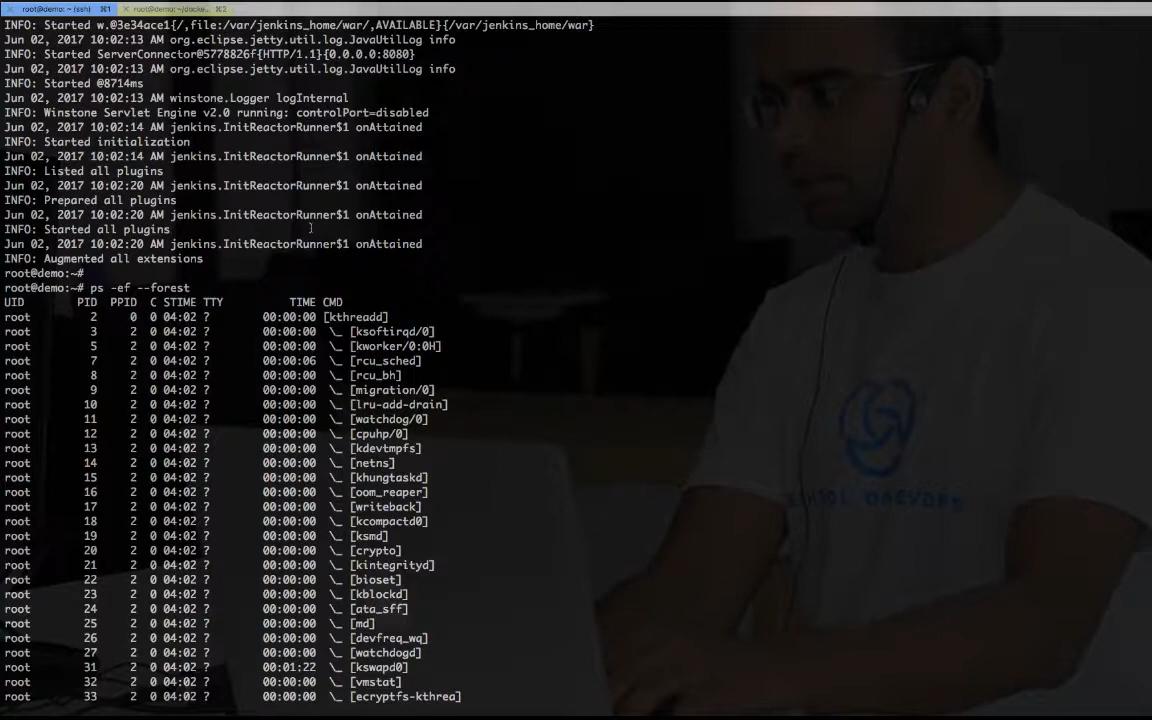 root@demo: ~ (ssh) ⌘1
root@demo: ~/docke... ⌘2
INFO: Started w.@3e34ace1{/,file:/var/jenkins_home/war/,AVAILABLE}{/var/jenkins_home/war}
Jun 02, 2017 10:02:13 AM org.eclipse.jetty.util.log.JavaUtilLog info
INFO: Started ServerConnector@5778826f{HTTP/1.1}{0.0.0.0:8080}
Jun 02, 2017 10:02:13 AM org.eclipse.jetty.util.log.JavaUtilLog info
INFO: Started @8714ms
Jun 02, 2017 10:02:13 AM winstone.Logger logInternal
INFO: Winstone Servlet Engine v2.0 running: controlPort=disabled
Jun 02, 2017 10:02:14 AM jenkins.InitReactorRunner$1 onAttained
INFO: Started initialization
Jun 02, 2017 10:02:14 AM jenkins.InitReactorRunner$1 onAttained
INFO: Listed all plugins
Jun 02, 2017 10:02:20 AM jenkins.InitReactorRunner$1 onAttained
INFO: Prepared all plugins
Jun 02, 2017 10:02:20 AM jenkins.InitReactorRunner$1 onAttained
INFO: Started all plugins
Jun 02, 2017 10:02:20 AM jenkins.InitReactorRunner$1 onAttained
INFO: Augmented all extensions
root@demo:~#
root@demo:~# ps -ef --forest
UID PID PPID C STIME TTY TIME CMD
root 2 0 0 04:02 ? 00:00:00 [kthreadd]
root 3 2 0 04:02 ? 00:00:00 \_ [ksoftirqd/0]
root 5 2 0 04:02 ? 00:00:00 \_ [kworker/0:0H]
root 7 2 0 04:02 ? 00:00:06 \_ [rcu_sched]
root 8 2 0 04:02 ? 00:00:00 \_ [rcu_bh]
root 9 2 0 04:02 ? 00:00:00 \_ [migration/0]
root 10 2 0 04:02 ? 00:00:00 \_ [lru-add-drain]
root 11 2 0 04:02 ? 00:00:00 \_ [watchdog/0]
root 12 2 0 04:02 ? 00:00:00 \_ [cpuhp/0]
root 13 2 0 04:02 ? 00:00:00 \_ [kdevtmpfs]
root 14 2 0 04:02 ? 00:00:00 \_ [netns]
root 15 2 0 04:02 ? 00:00:00 \_ [khungtaskd]
root 16 2 0 04:02 ? 00:00:00 \_ [oom_reaper]
root 17 2 0 04:02 ? 00:00:00 \_ [writeback]
root 18 2 0 04:02 ? 00:00:00 \_ [kcompactd0]
root 19 2 0 04:02 ? 00:00:00 \_ [ksmd]
root 20 2 0 04:02 ? 00:00:00 \_ [crypto]
root 21 2 0 04:02 ? 00:00:00 \_ [kintegrityd]
root 22 2 0 04:02 ? 00:00:00 \_ [bioset]
root 23 2 0 04:02 ? 00:00:00 \_ [kblockd]
root 24 2 0 04:02 ? 00:00:00 \_ [ata_sff]
root 25 2 0 04:02 ? 00:00:00 \_ [md]
root 26 2 0 04:02 ? 00:00:00 \_ [devfreq_wq]
root 27 2 0 04:02 ? 00:00:00 \_ [watchdogd]
root 31 2 0 04:02 ? 00:01:22 \_ [kswapd0]
root 32 2 0 04:02 ? 00:00:00 \_ [vmstat]
root 33 2 0 04:02 ? 00:00:00 \_ [ecryptfs-kthrea]